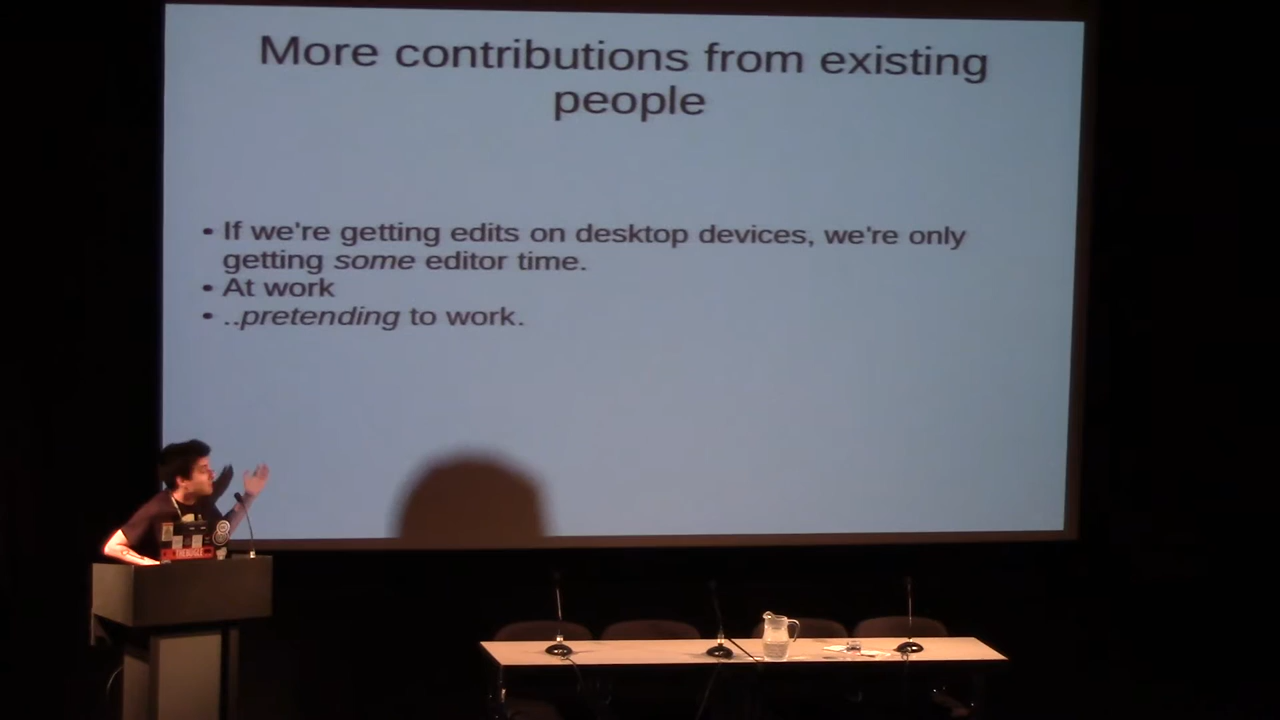 More contributions from existing
people
• If we're getting edits on desktop devices, we're only
getting some editor time.
• At work
• ..pretending to work.